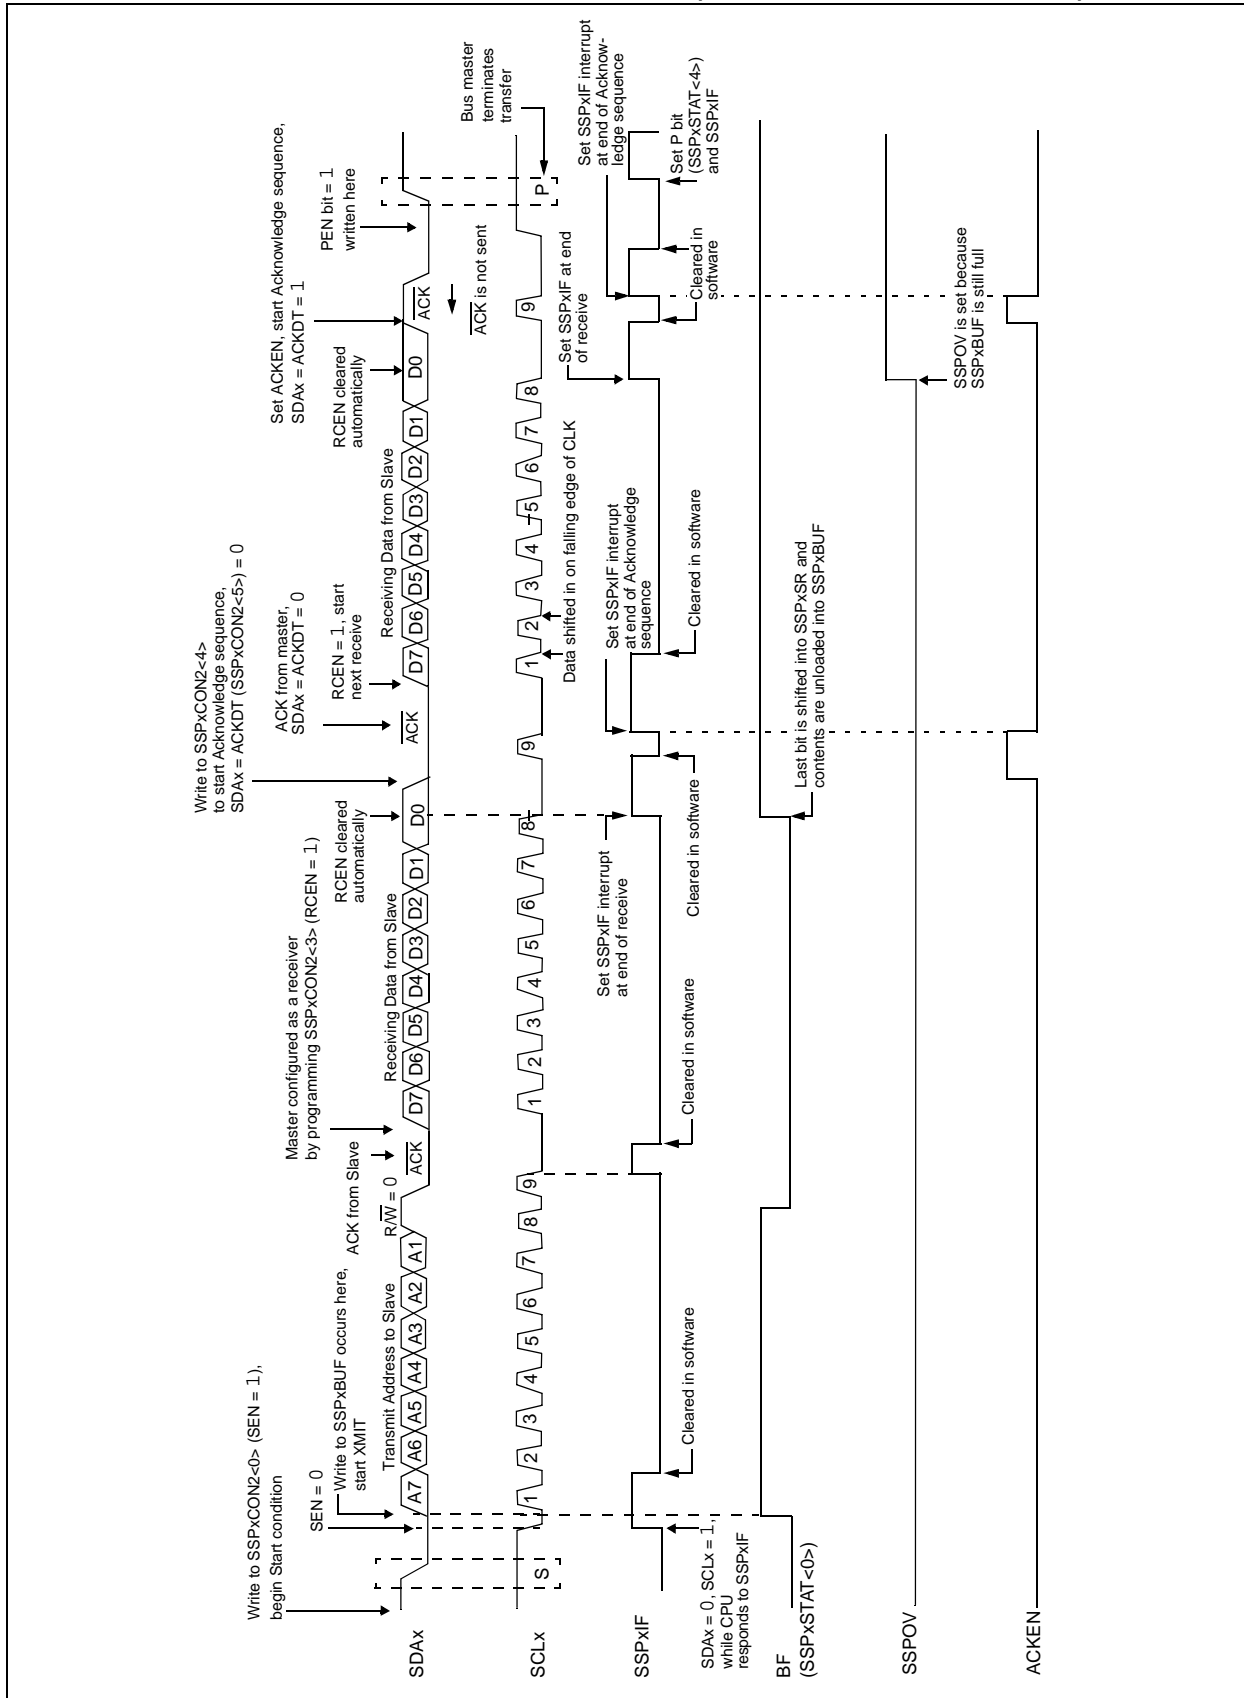 Write to SSPxCON2<0> (SEN = 1),
begin Start condition
SEN = 0
Write to SSPxBUF occurs here,
start XMIT
Transmit Address to Slave
R/W = 0
ACK from Slave
Master configured as a receiver
by programming SSPxCON2<3> (RCEN = 1)
Receiving Data from Slave
RCEN cleared
automatically
Write to SSPxCON2<4>
to start Acknowledge sequence,
SDAx = ACKDT (SSPxCON2<5>) = 0
ACK from master,
SDAx = ACKDT = 0
RCEN = 1, start
next receive
Receiving Data from Slave
RCEN cleared
automatically
Set ACKEN, start Acknowledge sequence,
SDAx = ACKDT = 1
PEN bit = 1
written here
SDAx
A7 A6 A5 A4 A3 A2 A1 ACK D7 D6 D5 D4 D3 D2 D1 D0 ACK D7 D6 D5 D4 D3 D2 D1 D0 ACK
ACK is not sent
Bus master
terminates
transfer
SCLx
S 1 2 3 4 5 6 7 8 9 1 2 3 4 5 6 7 8 9 1 2 3 4 5 6 7 8 9 P
Data shifted in on falling edge of CLK
Set SSPxIF interrupt
at end of receive
Set SSPxIF interrupt
at end of Acknowledge
sequence
Set SSPxIF at end
of receive
Set SSPxIF interrupt
at end of Acknow-
ledge sequence
SSPxIF
SDAx = 0, SCLx = 1,
while CPU
responds to SSPxIF
Cleared in software
Cleared in software
Cleared in software
Cleared in software
Cleared in
software
Set P bit
(SSPxSTAT<4>)
and SSPxIF
BF
(SSPxSTAT<0>)
Last bit is shifted into SSPxSR and
contents are unloaded into SSPxBUF
SSPOV
SSPOV is set because
SSPxBUF is still full
ACKEN